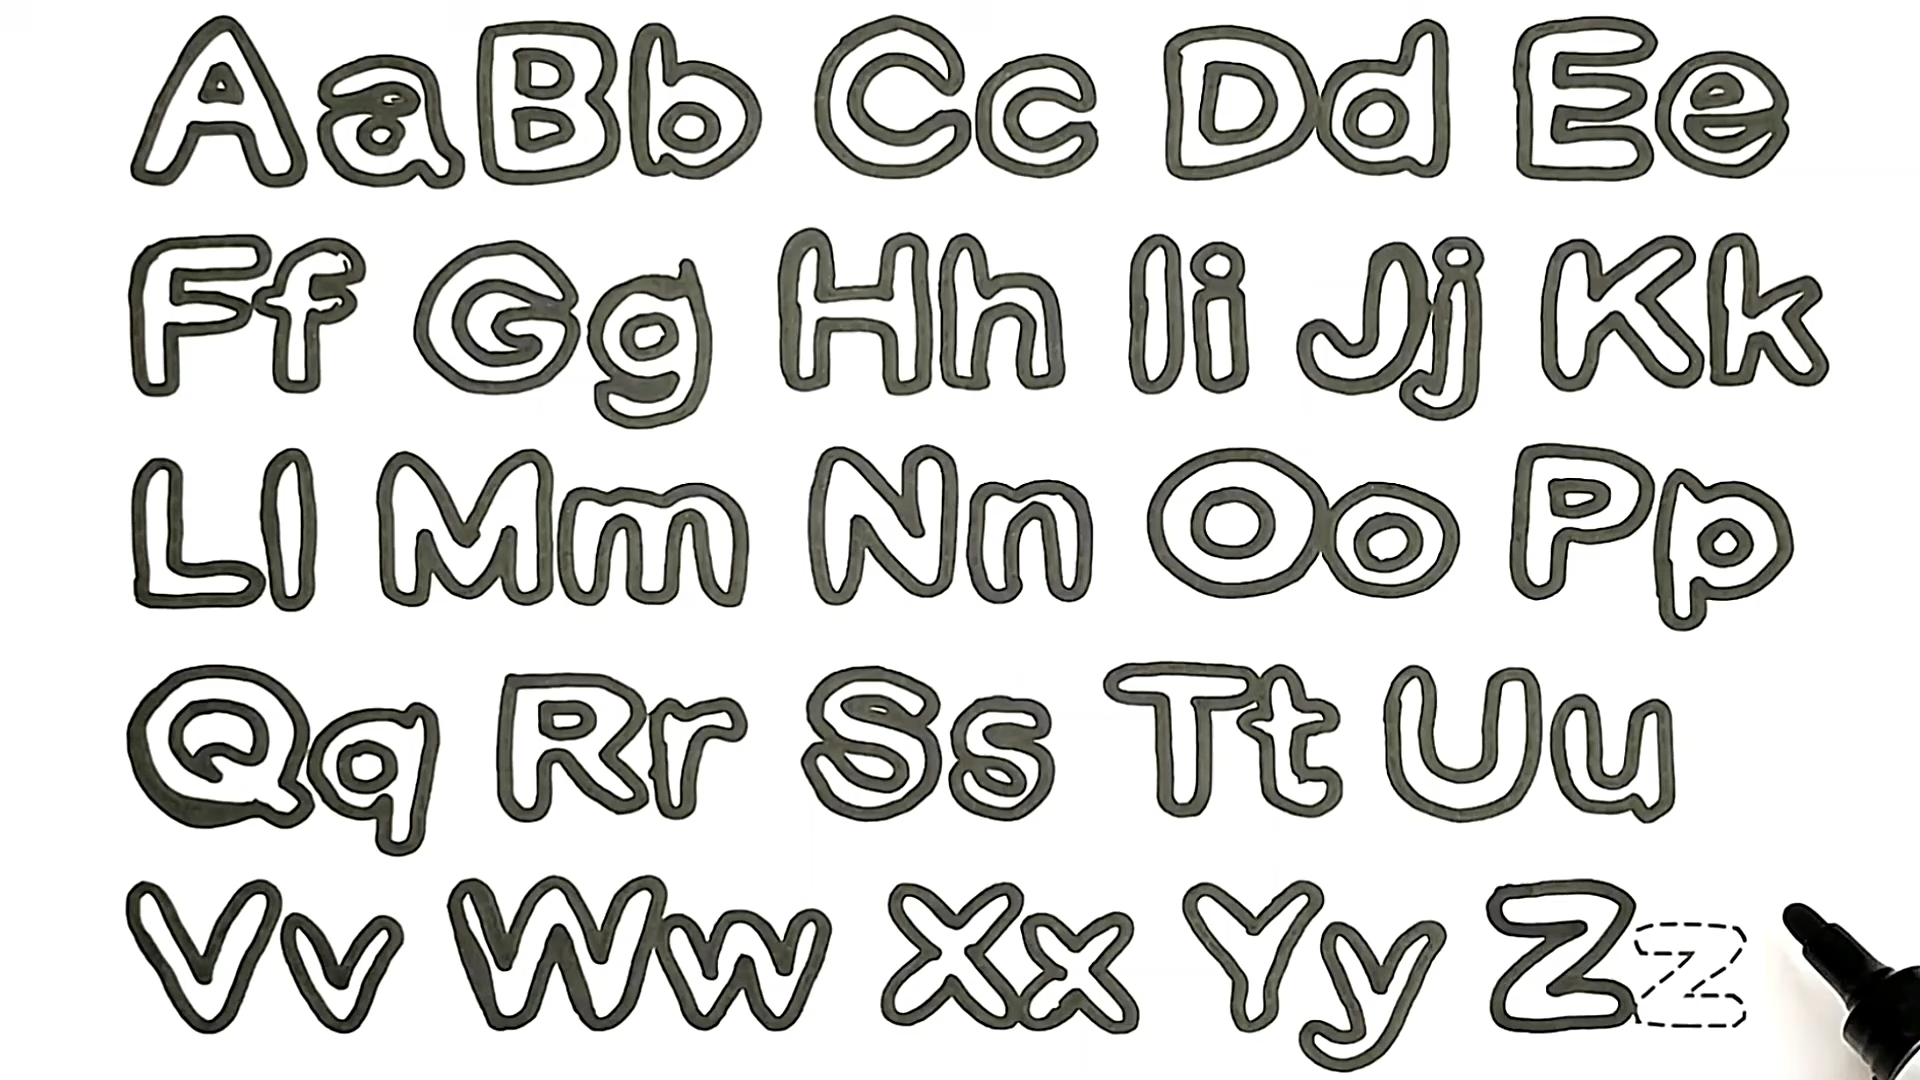 Aa Bb Cc Dd Ee
Ff Gg Hh Ii Jj Kk
Ll Mm Nn Oo Pp
Qq Rr Ss Tt Uu
Vv Ww Xx Yy Zz